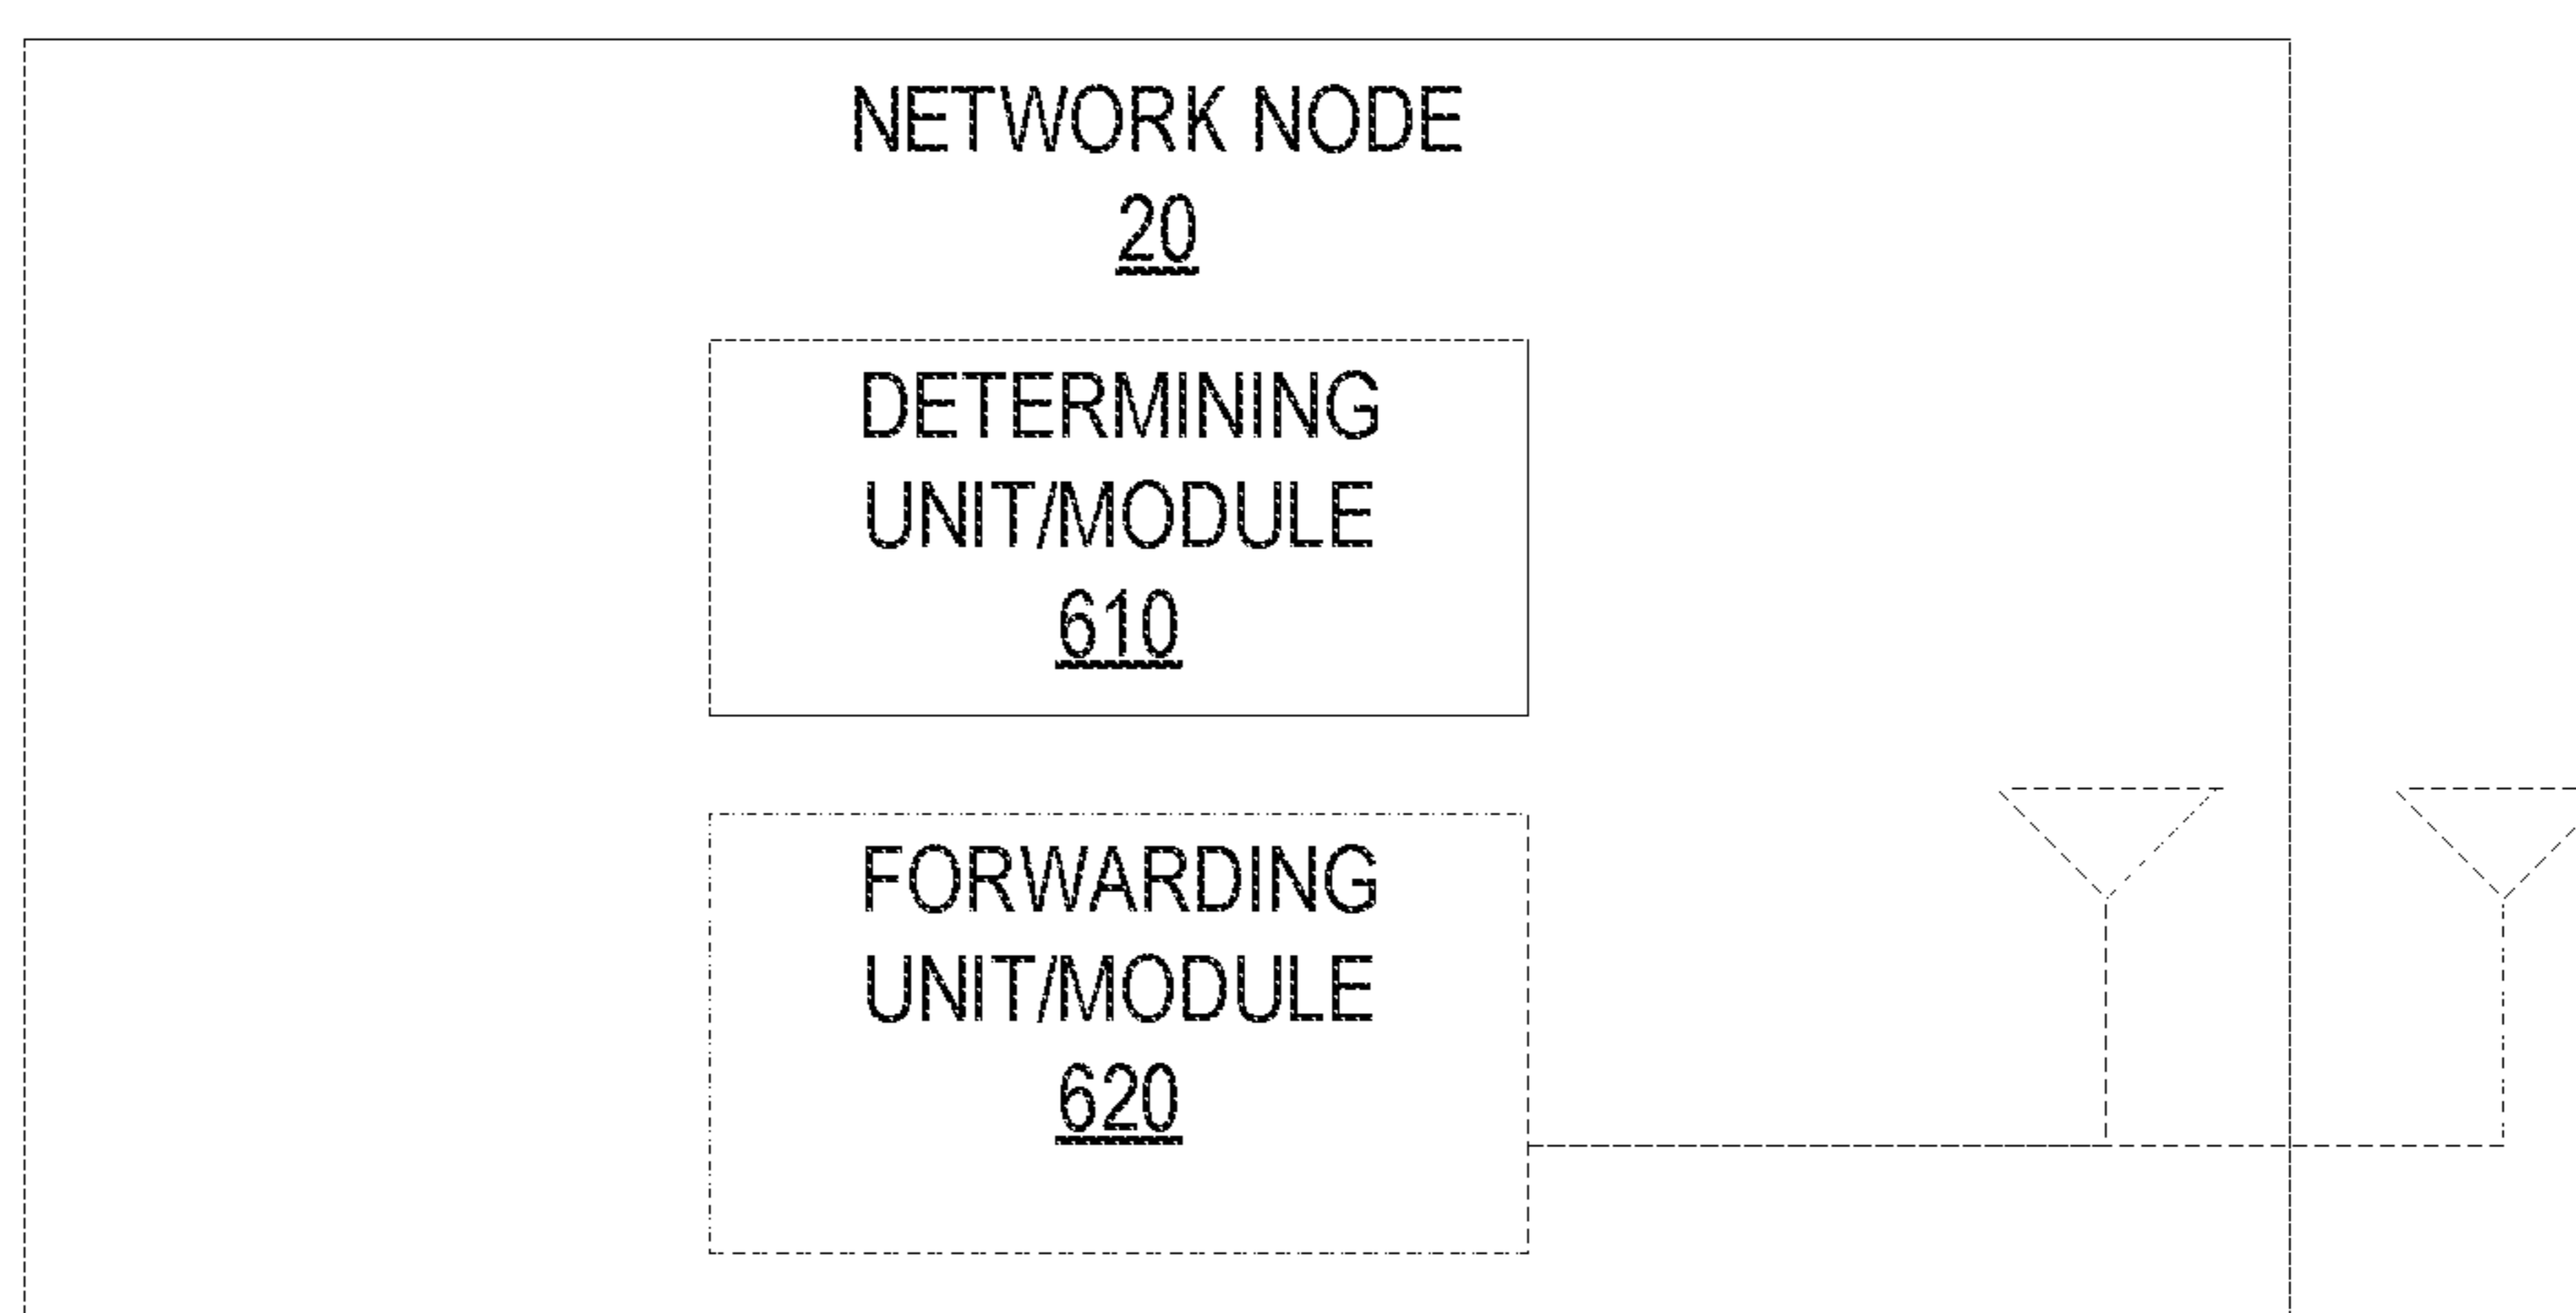 NETWORK NODE
20
DETERMINING
UNIT/MODULE
610
FORWARDING
UNIT/MODULE
620